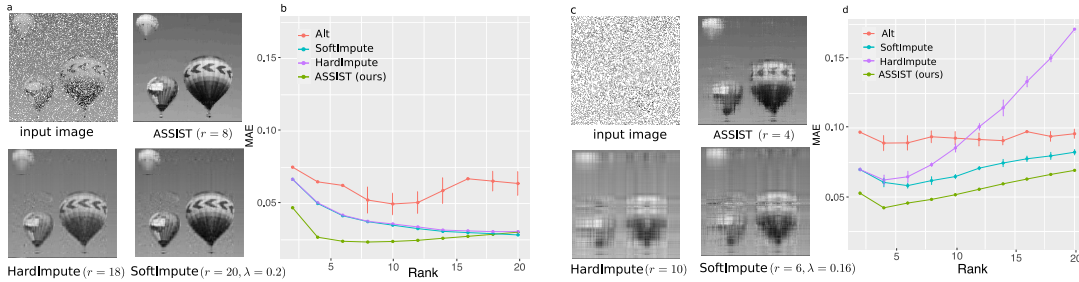 a
input image
ASSIST (r = 8)
HardImpute (r = 18)
SoftImpute (r = 20, λ = 0.2)
b
Alt
SoftImpute
HardImpute
ASSIST (ours)
0.15
0.10
0.05
MAE
5
10
15
20
Rank
c
input image
ASSIST (r = 4)
HardImpute (r = 10)
SoftImpute (r = 6, λ = 0.16)
d
Alt
SoftImpute
HardImpute
ASSIST (ours)
0.15
0.10
0.05
MAE
5
10
15
20
Rank